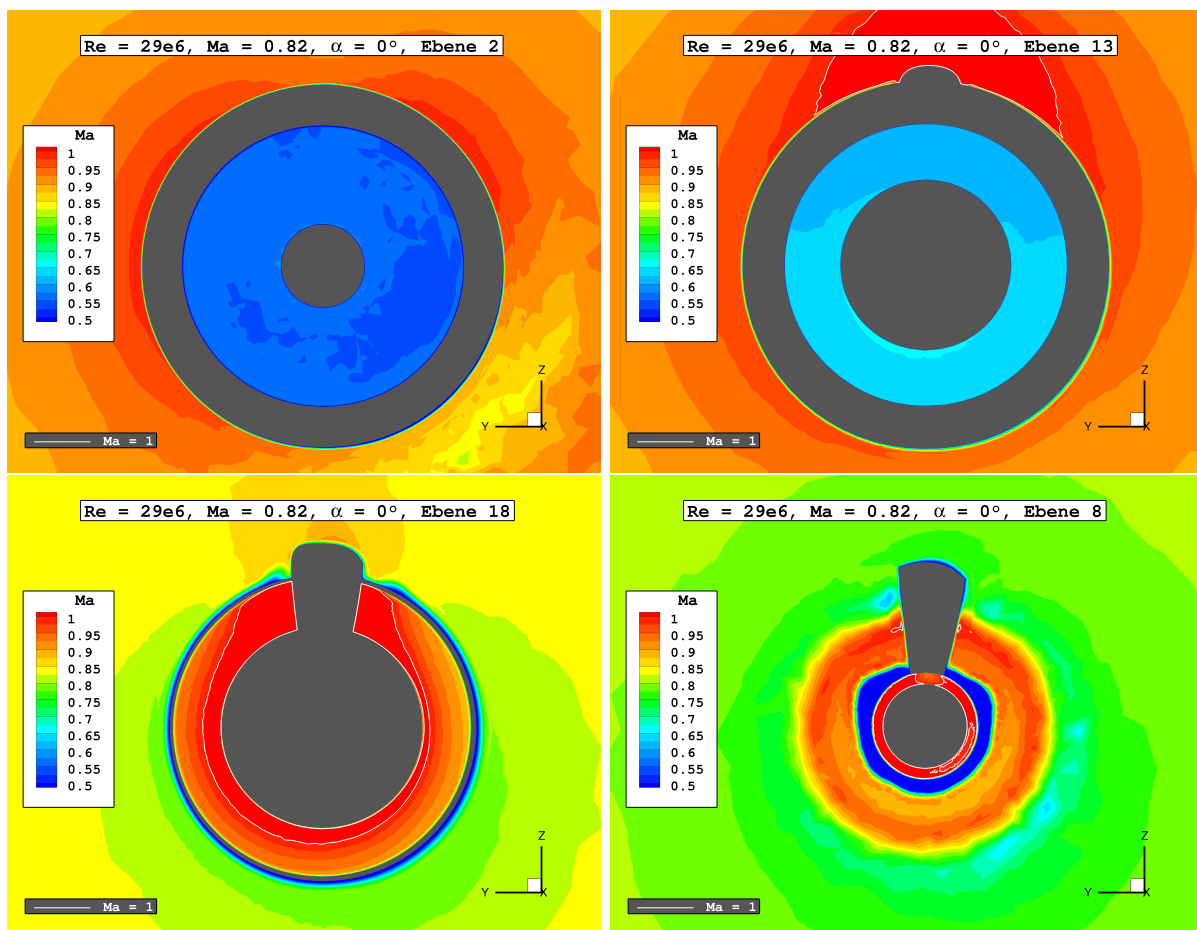 Re = 29e6, Ma = 0.82, α = 0°, Ebene 2
Ma
1
0.95
0.9
0.85
0.8
0.75
0.7
0.65
0.6
0.55
0.5
Z
Y
X
Ma = 1
Re = 29e6, Ma = 0.82, α = 0°, Ebene 13
Ma
1
0.95
0.9
0.85
0.8
0.75
0.7
0.65
0.6
0.55
0.5
Z
Y
X
Ma = 1
Re = 29e6, Ma = 0.82, α = 0°, Ebene 18
Ma
1
0.95
0.9
0.85
0.8
0.75
0.7
0.65
0.6
0.55
0.5
Z
Y
X
Ma = 1
Re = 29e6, Ma = 0.82, α = 0°, Ebene 8
Ma
1
0.95
0.9
0.85
0.8
0.75
0.7
0.65
0.6
0.55
0.5
Z
Y
X
Ma = 1